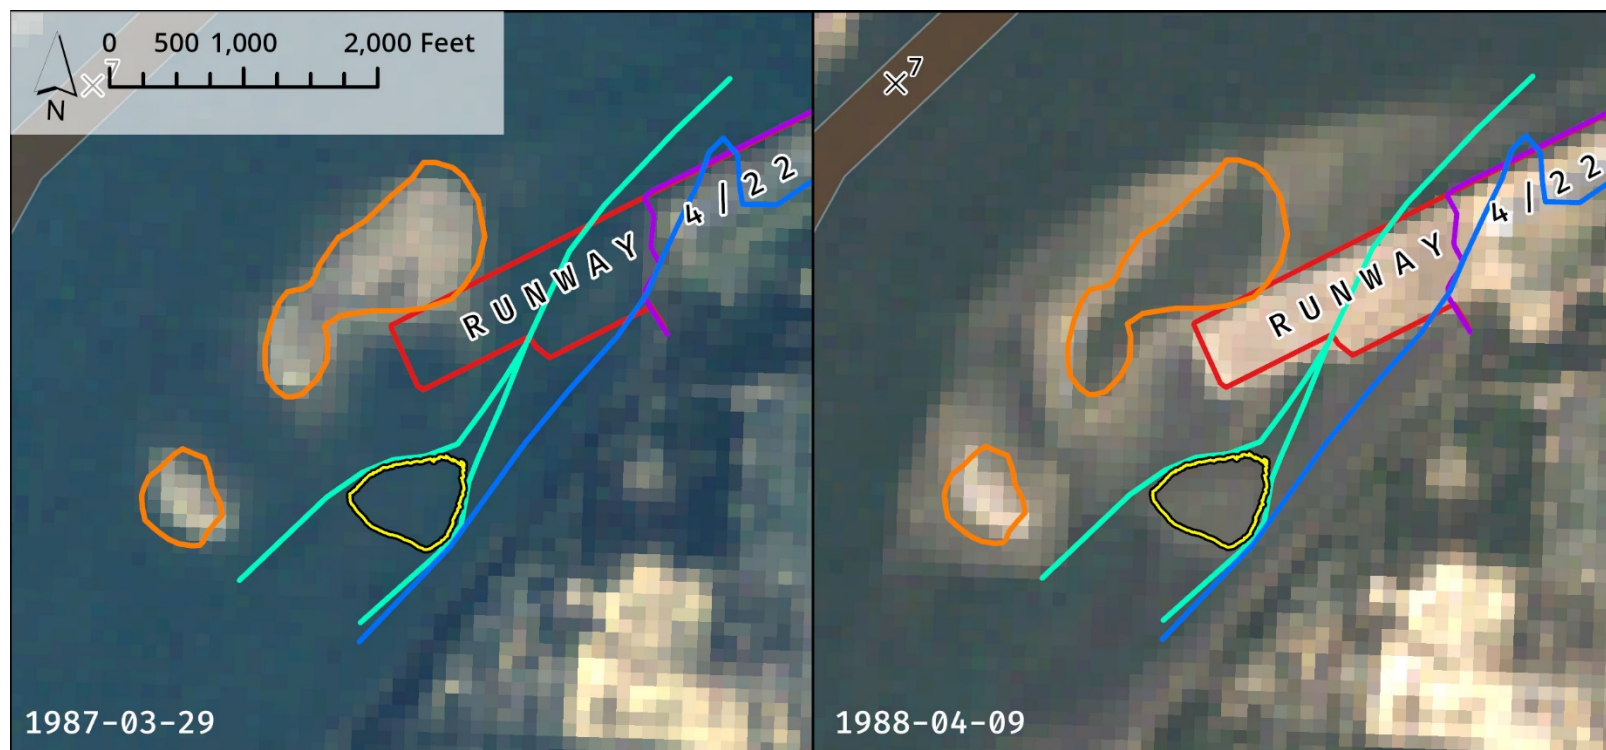 0 500 1,000 2,000 Feet
7
N
RUNWAY 4/22
1987-03-29
7
RUNWAY 4/22
1988-04-09